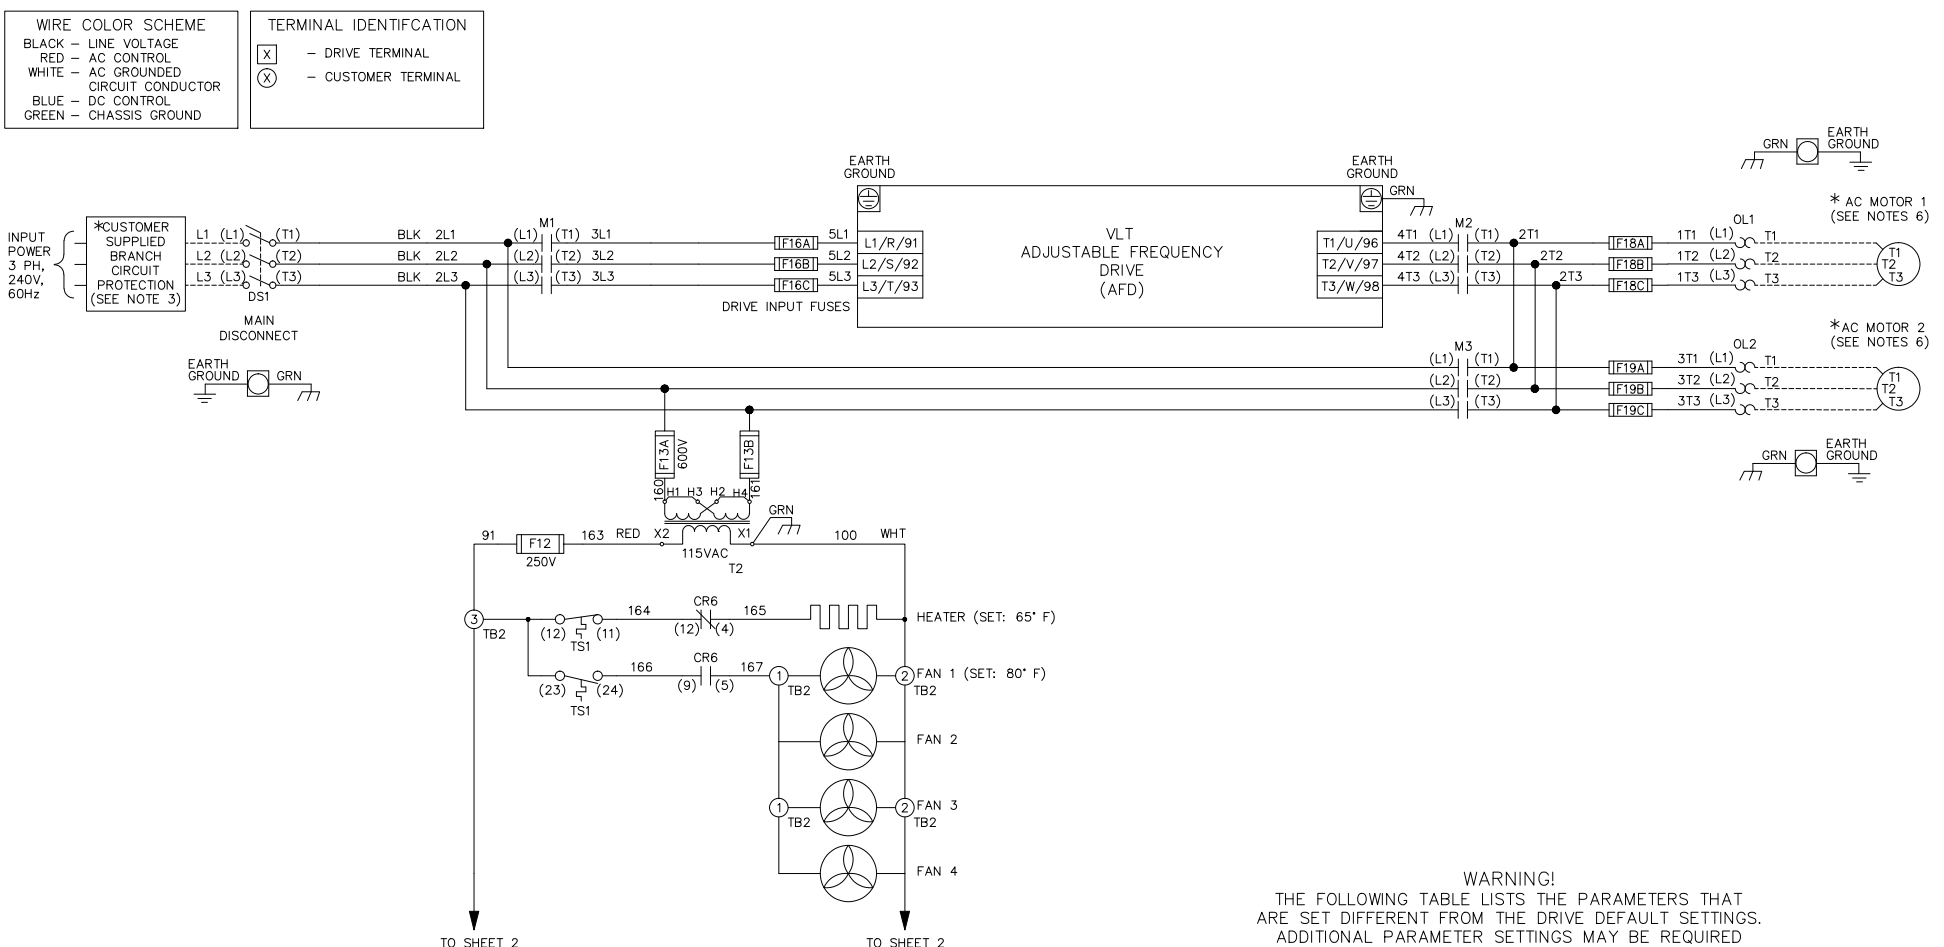 WIRE COLOR SCHEME
BLACK – LINE VOLTAGE
RED – AC CONTROL
WHITE – AC GROUNDED
CIRCUIT CONDUCTOR
BLUE – DC CONTROL
GREEN – CHASSIS GROUND
TERMINAL IDENTIFCATION
X – DRIVE TERMINAL
X – CUSTOMER TERMINAL
INPUT
POWER
3 PH,
240V,
60Hz
*CUSTOMER
SUPPLIED
BRANCH
CIRCUIT
PROTECTION
(SEE NOTE 3)
L1 (L1) (T1) BLK 2L1 (L1) M1 (T1) 3L1 F16A 5L1 L1/R/91
L2 (L2) (T2) BLK 2L2 (L2) (T2) 3L2 F16B 5L2 L2/S/92
L3 (L3) (T3) BLK 2L3 (L3) (T3) 3L3 F16C 5L3 L3/T/93
DS1
MAIN
DISCONNECT
DRIVE INPUT FUSES
EARTH
GROUND
GRN
EARTH
GROUND
VLT
ADJUSTABLE FREQUENCY
DRIVE
(AFD)
EARTH
GROUND
GRN
T1/U/96 4T1 (L1) M2 (T1) 2T1 F18A 1T1 (L1) OL1 T1
T2/V/97 4T2 (L2) (T2) 2T2 F18B 1T2 (L2) T2
T3/W/98 4T3 (L3) (T3) 2T3 F18C 1T3 (L3) T3
GRN
EARTH
GROUND
* AC MOTOR 1
(SEE NOTES 6)
T1
T2
T3
*AC MOTOR 2
(SEE NOTES 6)
(L1) M3 (T1) F19A 3T1 (L1) OL2 T1
(L2) (T2) F19B 3T2 (L2) T2
(L3) (T3) F19C 3T3 (L3) T3
T1
T2
T3
GRN
EARTH
GROUND
F13A
600V
F13B
160
161
H1 H3 H2 H4
GRN
91 F12 163 RED X2 X1 100 WHT
250V
115VAC
T2
3
TB2
(12) (11)
TS1
164
CR6
(12) (4)
165
HEATER (SET: 65° F)
(23) (24)
TS1
166
CR6
(9) (5)
167
1
TB2
2
TB2
FAN 1 (SET: 80° F)
FAN 2
1
TB2
2
TB2
FAN 3
FAN 4
TO SHEET 2
TO SHEET 2
WARNING!
THE FOLLOWING TABLE LISTS THE PARAMETERS THAT
ARE SET DIFFERENT FROM THE DRIVE DEFAULT SETTINGS.
ADDITIONAL PARAMETER SETTINGS MAY BE REQUIRED